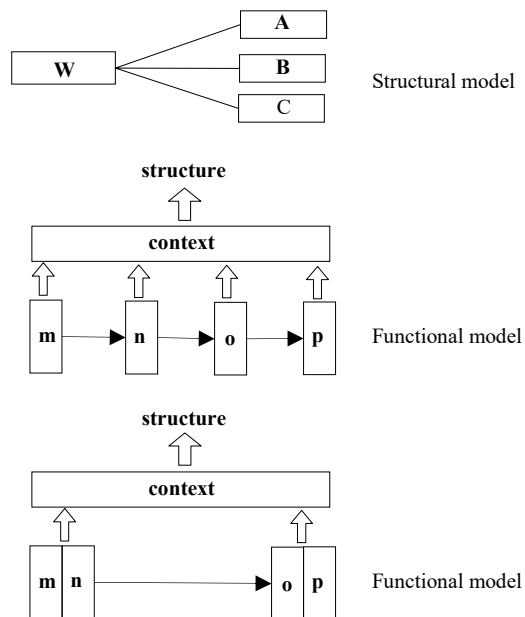 A
W
B
C
Structural model
structure
context
m n o p
Functional model
structure
context
m n o p
Functional model